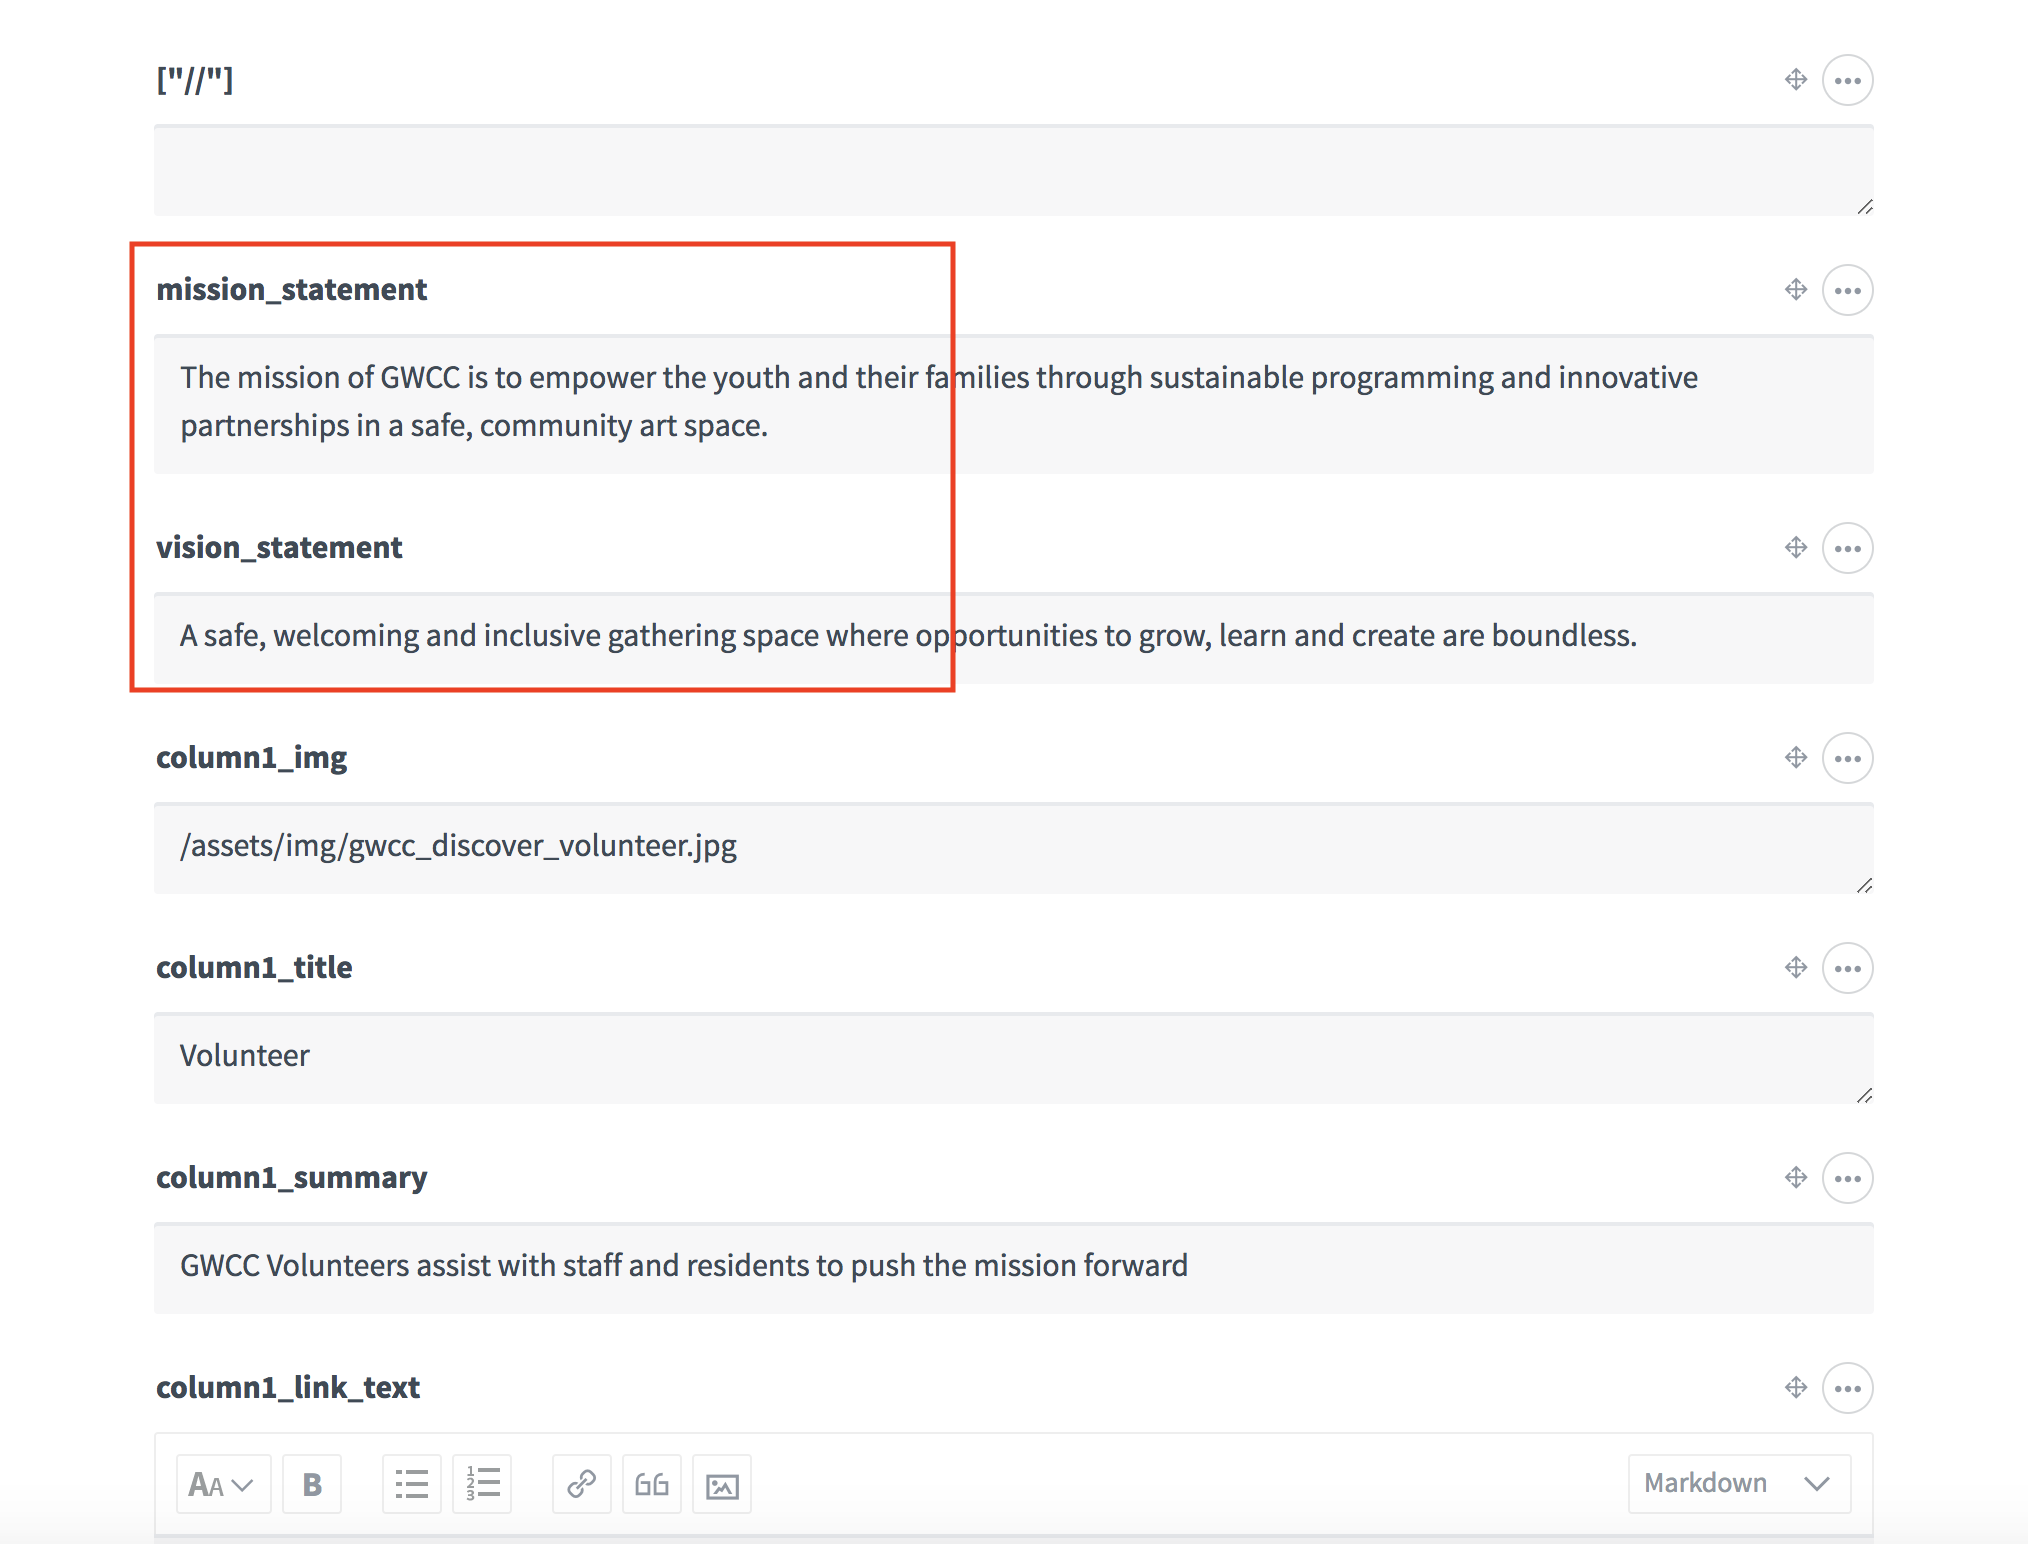 ["//"]
mission_statement
The mission of GWCC is to empower the youth and their families through sustainable programming and innovative
partnerships in a safe, community art space.
vision_statement
A safe, welcoming and inclusive gathering space where opportunities to grow, learn and create are boundless.
column1_img
/assets/img/gwcc_discover_volunteer.jpg
column1_title
Volunteer
column1_summary
GWCC Volunteers assist with staff and residents to push the mission forward
column1_link_text
AA B 1 2 3 Markdown